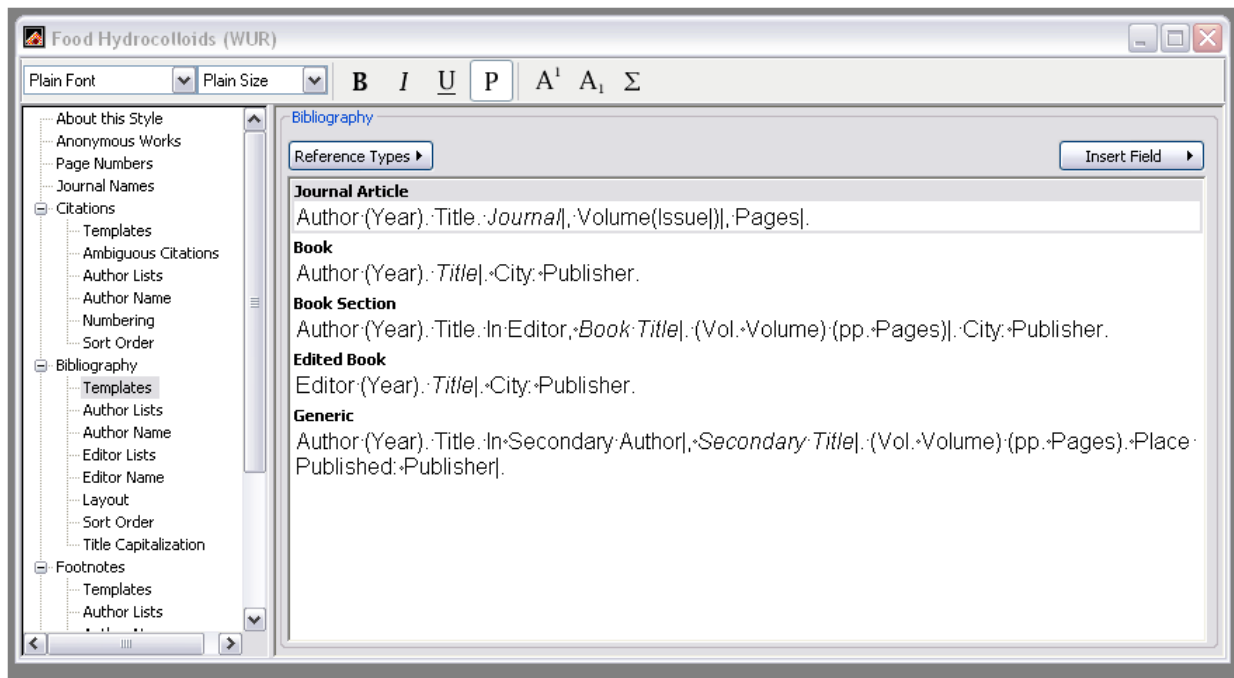 Food Hydrocolloids (WUR)
Plain Font Plain Size B I U P A¹ A₁ Σ
About this Style
Anonymous Works
Page Numbers
Journal Names
Citations
Templates
Ambiguous Citations
Author Lists
Author Name
Numbering
Sort Order
Bibliography
Templates
Author Lists
Author Name
Editor Lists
Editor Name
Layout
Sort Order
Title Capitalization
Footnotes
Templates
Author Lists
Bibliography
Reference Types Insert Field
Journal Article
Author·(Year).·Title.·Journal|,·Volume(Issue|)|,·Pages|.
Book
Author·(Year).·Title|.⋄City:⋄Publisher.
Book Section
Author·(Year).·Title.·In·Editor,⋄Book·Title|.·(Vol.⋄Volume)·(pp.⋄Pages)|.·City:⋄Publisher.
Edited Book
Editor·(Year).·Title|.⋄City:⋄Publisher.
Generic
Author·(Year).·Title.·In⋄Secondary·Author|,⋄Secondary·Title|.·(Vol.⋄Volume)·(pp.⋄Pages).⋄Place·
Published:⋄Publisher|.